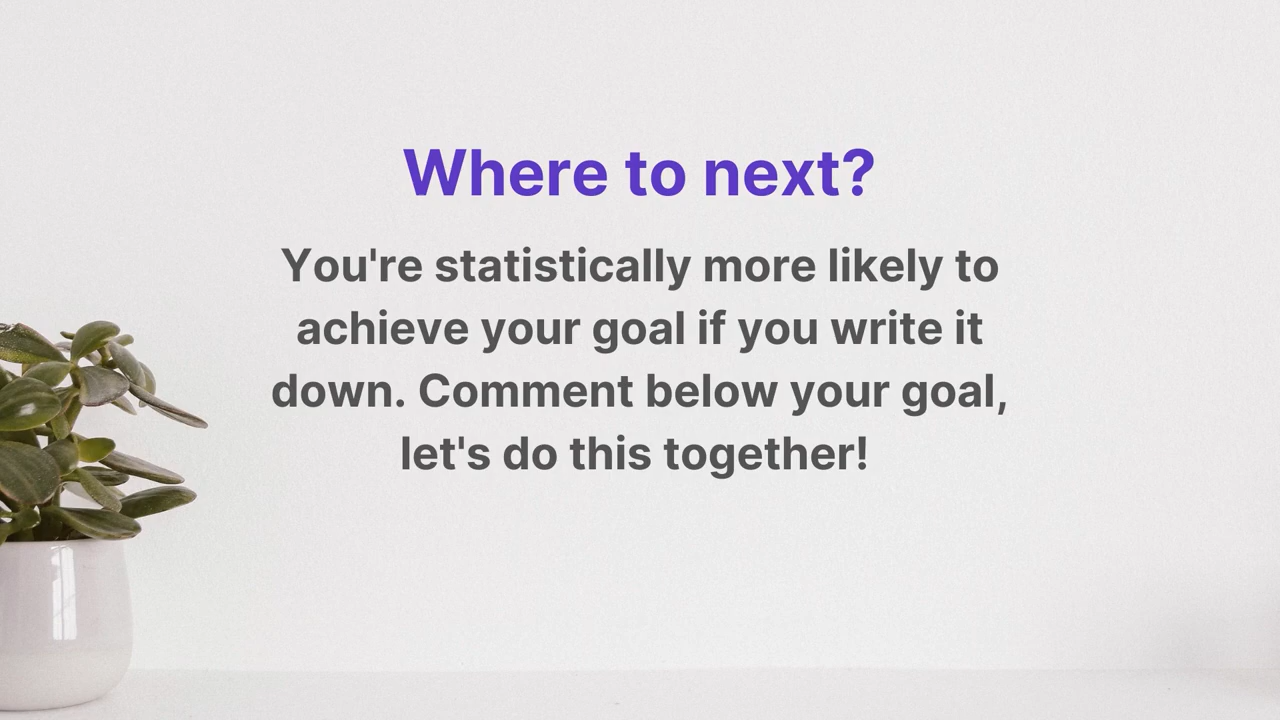 Where to next?
You're statistically more likely to
achieve your goal if you write it
down. Comment below your goal,
let's do this together!